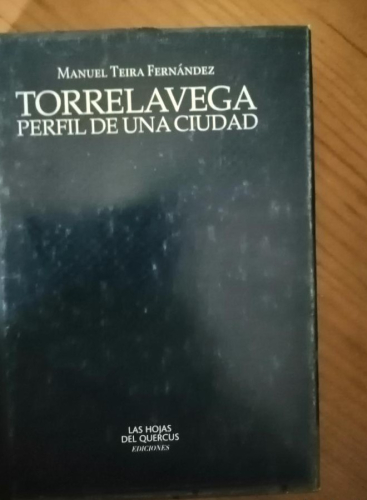 MANUEL TEIRA FERNÁNDEZ
TORRELAVEGA
PERFIL DE UNA CIUDAD
LAS HOJAS
DEL QUERCUS
EDICIONES